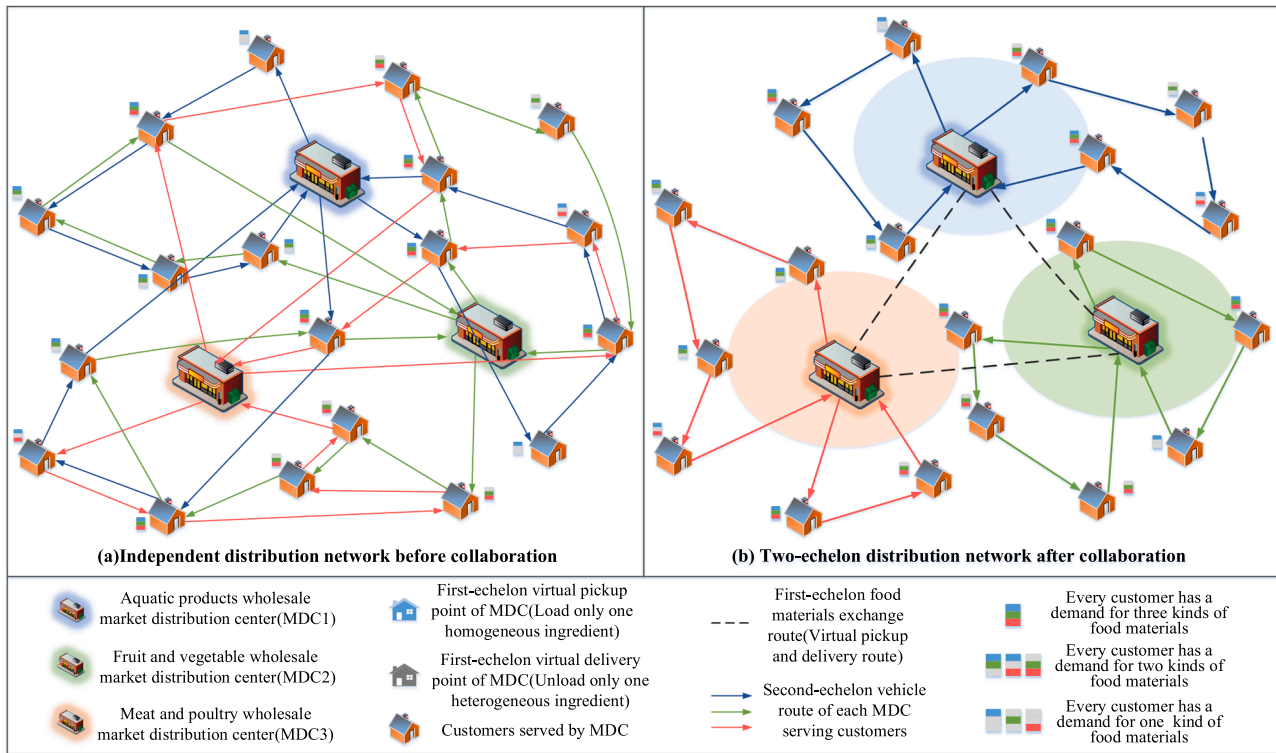 (a)Independent distribution network before collaboration
(b) Two-echelon distribution network after collaboration
Aquatic products wholesale
market distribution center(MDC1)
Fruit and vegetable wholesale
market distribution center(MDC2)
Meat and poultry wholesale
market distribution center(MDC3)
First-echelon virtual pickup
point of MDC(Load only one
homogeneous ingredient)
First-echelon virtual delivery
point of MDC(Unload only one
heterogeneous ingredient)
Customers served by MDC
First-echelon food
materials exchange
route(Virtual pickup
and delivery route)
Second-echelon vehicle
route of each MDC
serving customers
Every customer has a
demand for three kinds of
food materials
Every customer has a
demand for two kinds of
food materials
Every customer has a
demand for one kind of
food materials